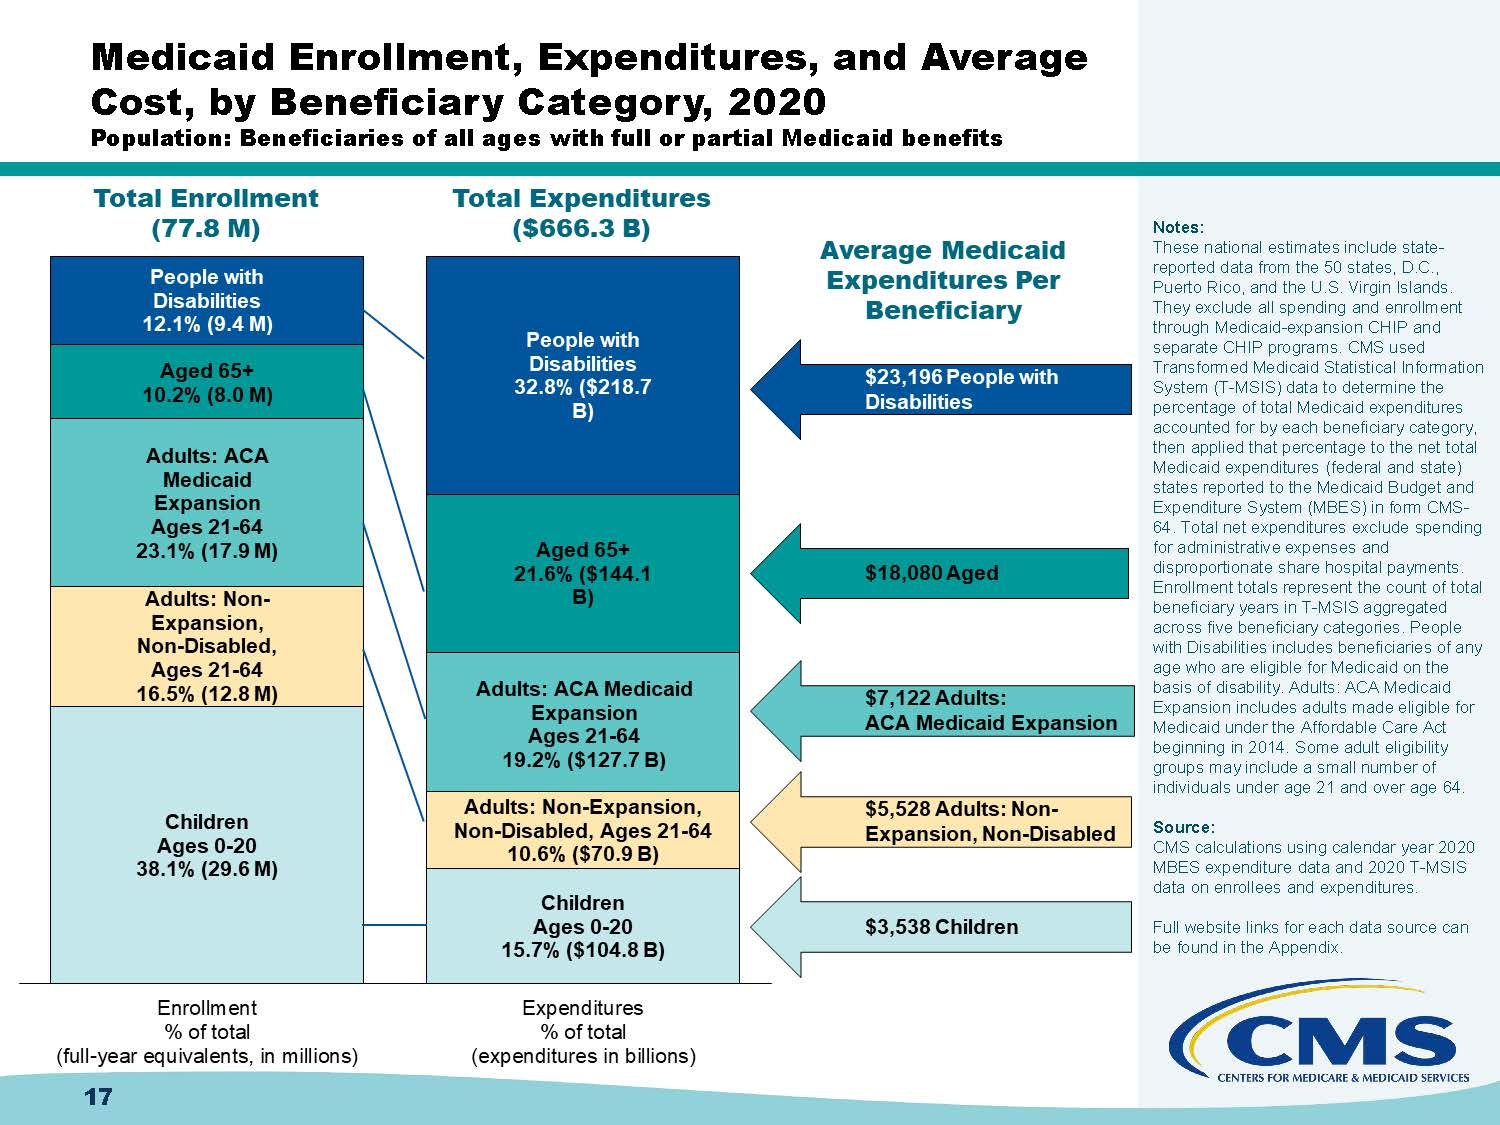 Medicaid Enrollment, Expenditures, and Average
Cost, by Beneficiary Category, 2020
Population: Beneficiaries of all ages with full or partial Medicaid benefits
Total Enrollment
(77.8 M)
People with
Disabilities
12.1% (9.4 M)
Aged 65+
10.2% (8.0 M)
Adults: ACA
Medicaid
Expansion
Ages 21-64
23.1% (17.9 M)
Adults: Non-
Expansion,
Non-Disabled,
Ages 21-64
16.5% (12.8 M)
Children
Ages 0-20
38.1% (29.6 M)
Enrollment
% of total
(full-year equivalents, in millions)
Total Expenditures
($666.3 B)
People with
Disabilities
32.8% ($218.7
B)
Aged 65+
21.6% ($144.1
B)
Adults: ACA Medicaid
Expansion
Ages 21-64
19.2% ($127.7 B)
Adults: Non-Expansion,
Non-Disabled, Ages 21-64
10.6% ($70.9 B)
Children
Ages 0-20
15.7% ($104.8 B)
Expenditures
% of total
(expenditures in billions)
Average Medicaid
Expenditures Per
Beneficiary
$23,196 People with
Disabilities
$18,080 Aged
$7,122 Adults:
ACA Medicaid Expansion
$5,528 Adults: Non-
Expansion, Non-Disabled
$3,538 Children
Notes:
These national estimates include state-
reported data from the 50 states, D.C.,
Puerto Rico, and the U.S. Virgin Islands.
They exclude all spending and enrollment
through Medicaid-expansion CHIP and
separate CHIP programs. CMS used
Transformed Medicaid Statistical Information
System (T-MSIS) data to determine the
percentage of total Medicaid expenditures
accounted for by each beneficiary category,
then applied that percentage to the net total
Medicaid expenditures (federal and state)
states reported to the Medicaid Budget and
Expenditure System (MBES) in form CMS-
64. Total net expenditures exclude spending
for administrative expenses and
disproportionate share hospital payments.
Enrollment totals represent the count of total
beneficiary years in T-MSIS aggregated
across five beneficiary categories. People
with Disabilities includes beneficiaries of any
age who are eligible for Medicaid on the
basis of disability. Adults: ACA Medicaid
Expansion includes adults made eligible for
Medicaid under the Affordable Care Act
beginning in 2014. Some adult eligibility
groups may include a small number of
individuals under age 21 and over age 64.
Source:
CMS calculations using calendar year 2020
MBES expenditure data and 2020 T-MSIS
data on enrollees and expenditures.
Full website links for each data source can
be found in the Appendix.
CMS
CENTERS FOR MEDICARE & MEDICAID SERVICES
17